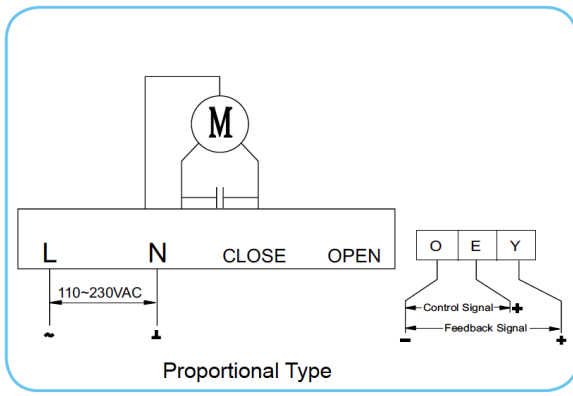 M
L N CLOSE OPEN
O E Y
110~230VAC
Control Signal +
Feedback Signal
~ - +
Proportional Type